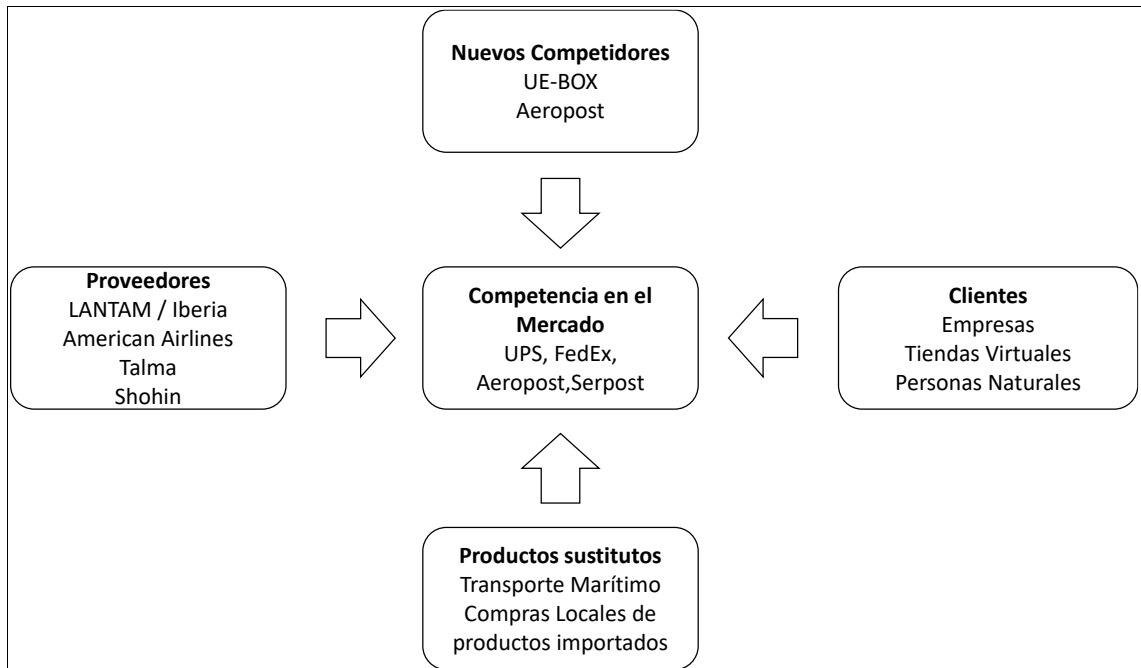 Nuevos Competidores
UE-BOX
Aeropost
Proveedores
LANTAM / Iberia
American Airlines
Talma
Shohin
Competencia en el
Mercado
UPS, FedEx,
Aeropost,Serpost
Clientes
Empresas
Tiendas Virtuales
Personas Naturales
Productos sustitutos
Transporte Marítimo
Compras Locales de
productos importados